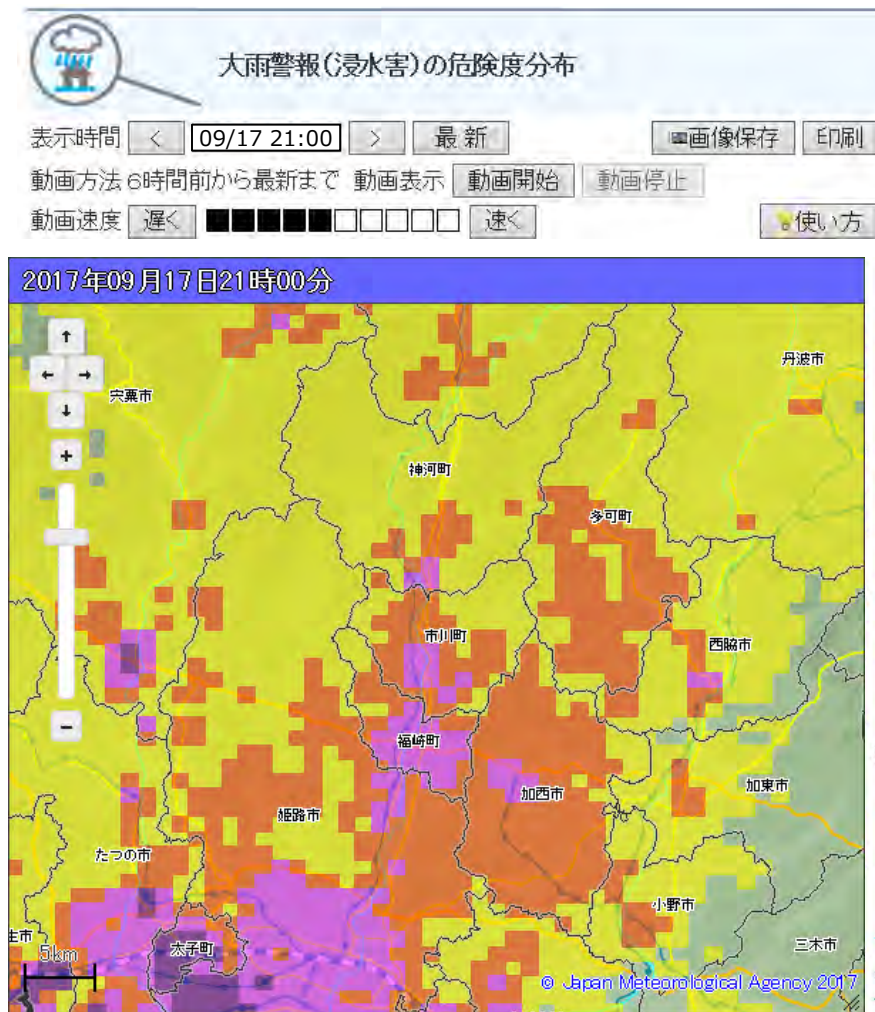 大雨警報(浸水害)の危険度分布
表示時間 < 09/17 21:00 > 最新 画像保存 印刷
動画方法 6時間前から最新まで 動画表示 動画開始 動画停止
動画速度 遅く 速く 使い方
2017年09月17日21時00分
↑
← →
↓
+
−
丹波市
宍粟市
神河町
多可町
市川町
西脇市
福崎町
加西市
加東市
姫路市
たつの市
小野市
生市
太子町
三木市
5km
© Japan Meteorological Agency 2017